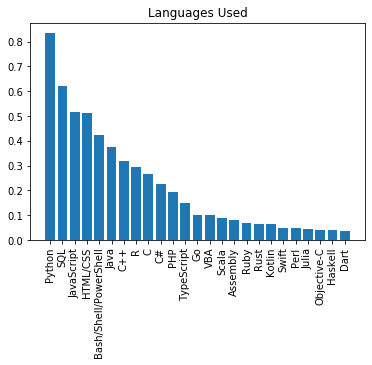 Languages Used
0.8
0.7
0.6
0.5
0.4
0.3
0.2
0.1
0.0
Python
SQL
JavaScript
HTML/CSS
Bash/Shell/PowerShell
Java
C++
R
C
C#
PHP
TypeScript
Go
VBA
Scala
Assembly
Ruby
Rust
Kotlin
Swift
Perl
Julia
Objective-C
Haskell
Dart